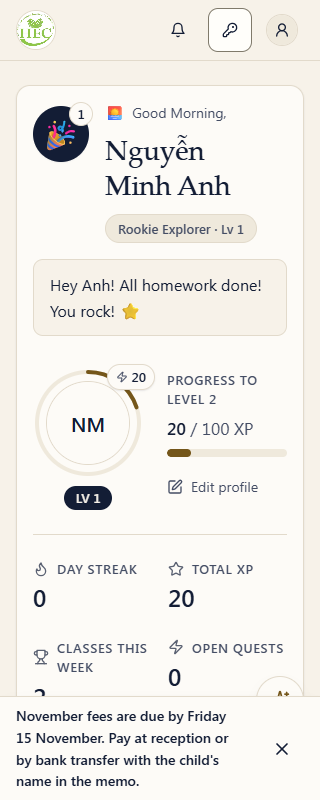 HEC
1
Good Morning,
Nguyễn
Minh Anh
Rookie Explorer · Lv 1
Hey Anh! All homework done!
You rock! ⭐
20
NM
LV 1
PROGRESS TO
LEVEL 2
20 / 100 XP
Edit profile
DAY STREAK
0
TOTAL XP
20
CLASSES THIS
WEEK
OPEN QUESTS
0
November fees are due by Friday
15 November. Pay at reception or
by bank transfer with the child's
name in the memo.